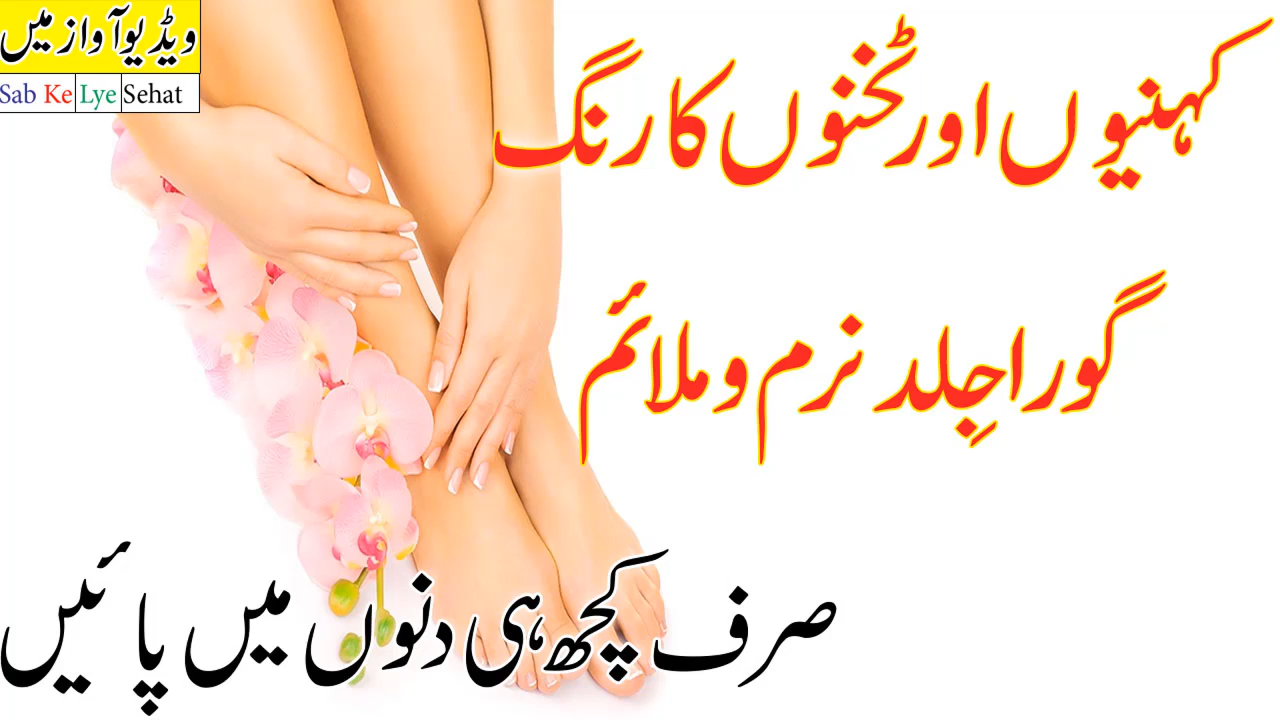 ویڈیو آواز میں
Sab Ke Lye Sehat
کہنیوں اور ٹخنوں کا رنگ
گورا جِلد نرم و ملائم
صرف کچھ ہی دنوں میں پائیں